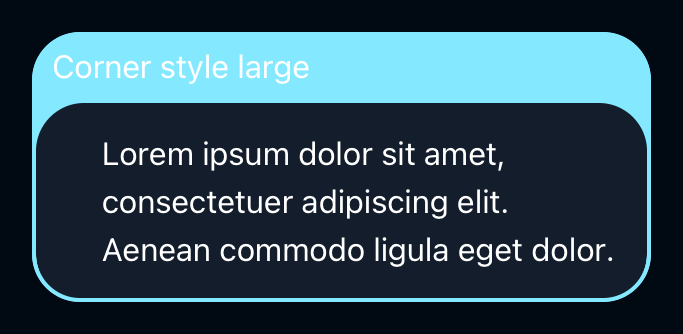 Corner style large
Lorem ipsum dolor sit amet,
consectetuer adipiscing elit.
Aenean commodo ligula eget dolor.